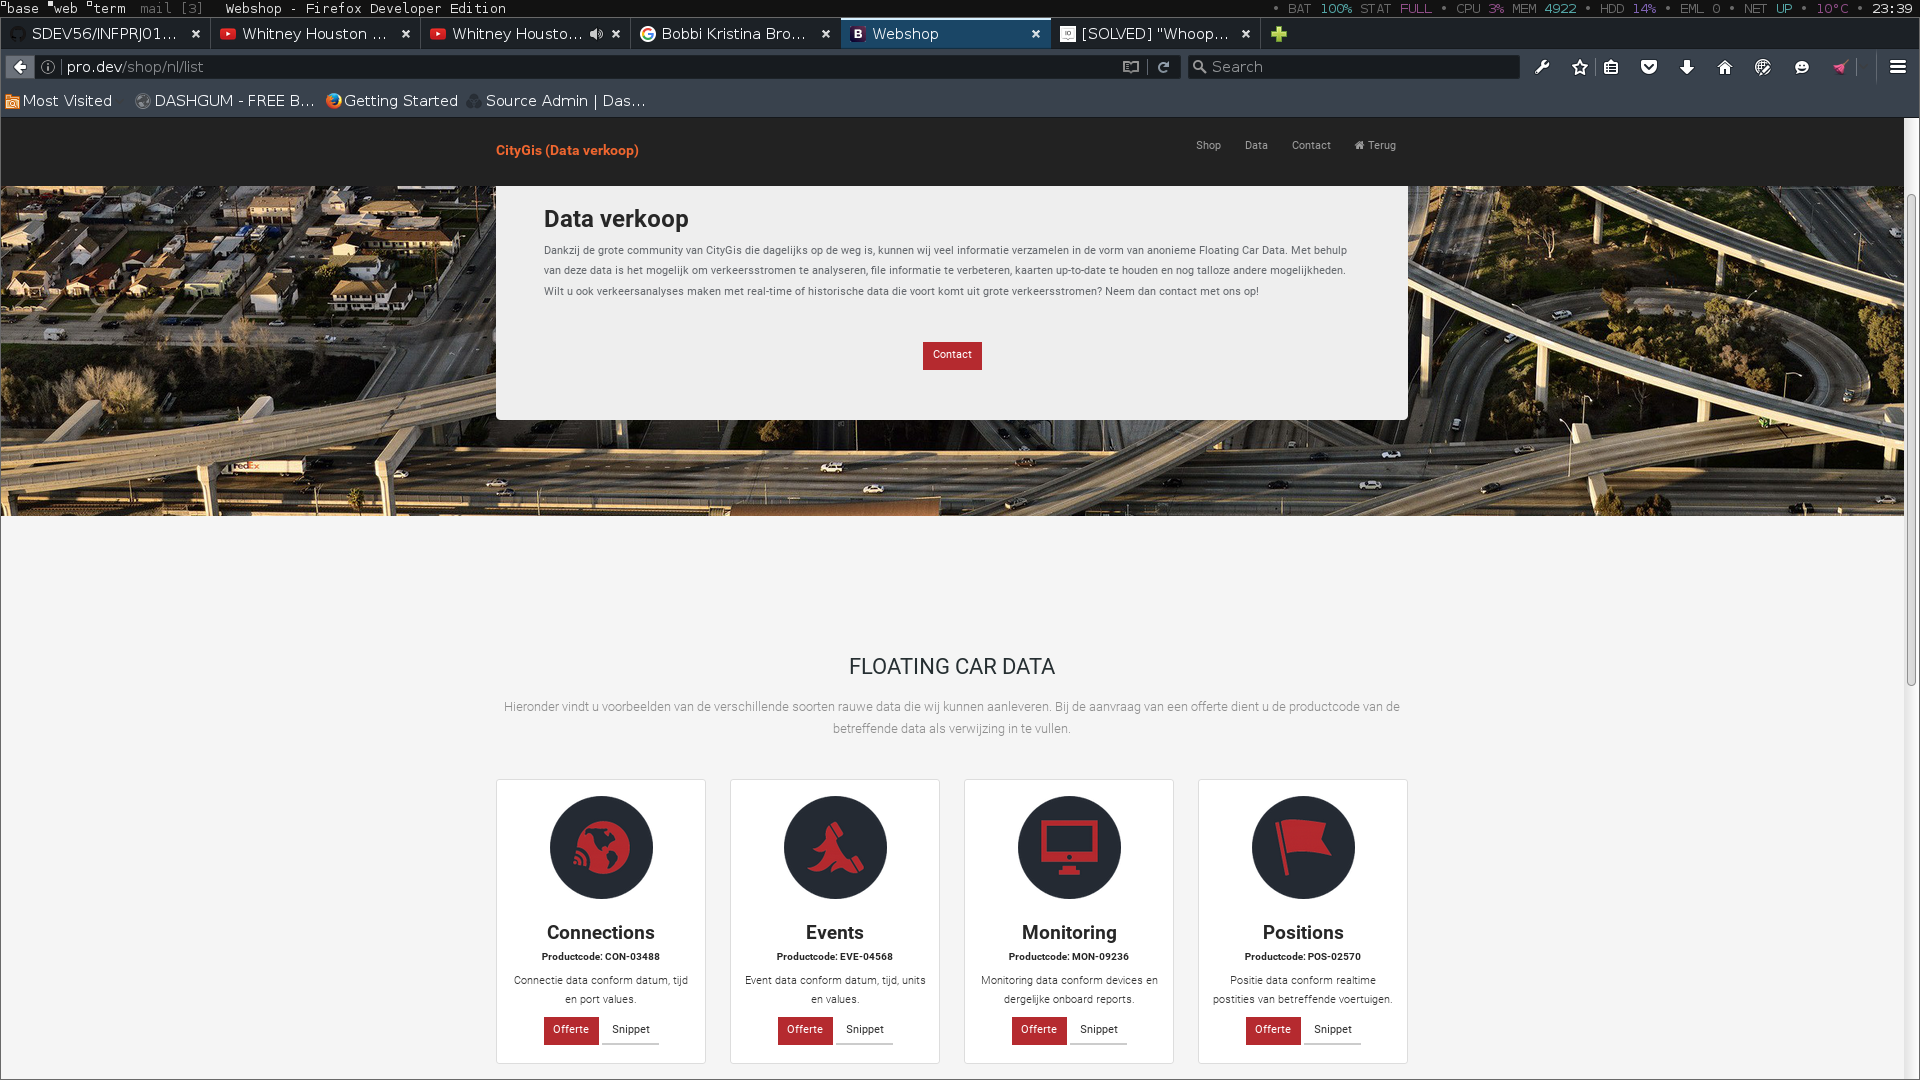 base web term mail [3] Webshop - Firefox Developer Edition • BAT 100% STAT FULL • CPU 3% MEM 4922 • HDD 14% • EML 0 • NET UP • 10°C • 23:39
SDEV56/INFPRJ01... Whitney Houston ... Whitney Housto... Bobbi Kristina Bro... Webshop [SOLVED] "Whoop...
pro.dev/shop/nl/list Search
Most Visited DASHGUM - FREE B... Getting Started Source Admin | Das...
CityGis (Data verkoop) Shop Data Contact Terug
Data verkoop
Dankzij de grote community van CityGis die dagelijks op de weg is, kunnen wij veel informatie verzamelen in de vorm van anonieme Floating Car Data. Met behulp
van deze data is het mogelijk om verkeersstromen te analyseren, file informatie te verbeteren, kaarten up-to-date te houden en nog talloze andere mogelijkheden.
Wilt u ook verkeersanalyses maken met real-time of historische data die voort komt uit grote verkeersstromen? Neem dan contact met ons op!
Contact
FedEx
FLOATING CAR DATA
Hieronder vindt u voorbeelden van de verschillende soorten rauwe data die wij kunnen aanleveren. Bij de aanvraag van een offerte dient u de productcode van de
betreffende data als verwijzing in te vullen.
Connections
Productcode: CON-03488
Connectie data conform datum, tijd
en port values.
Offerte Snippet
Events
Productcode: EVE-04568
Event data conform datum, tijd, units
en values.
Offerte Snippet
Monitoring
Productcode: MON-09236
Monitoring data conform devices en
dergelijke onboard reports.
Offerte Snippet
Positions
Productcode: POS-02570
Positie data conform realtime
postities van betreffende voertuigen.
Offerte Snippet